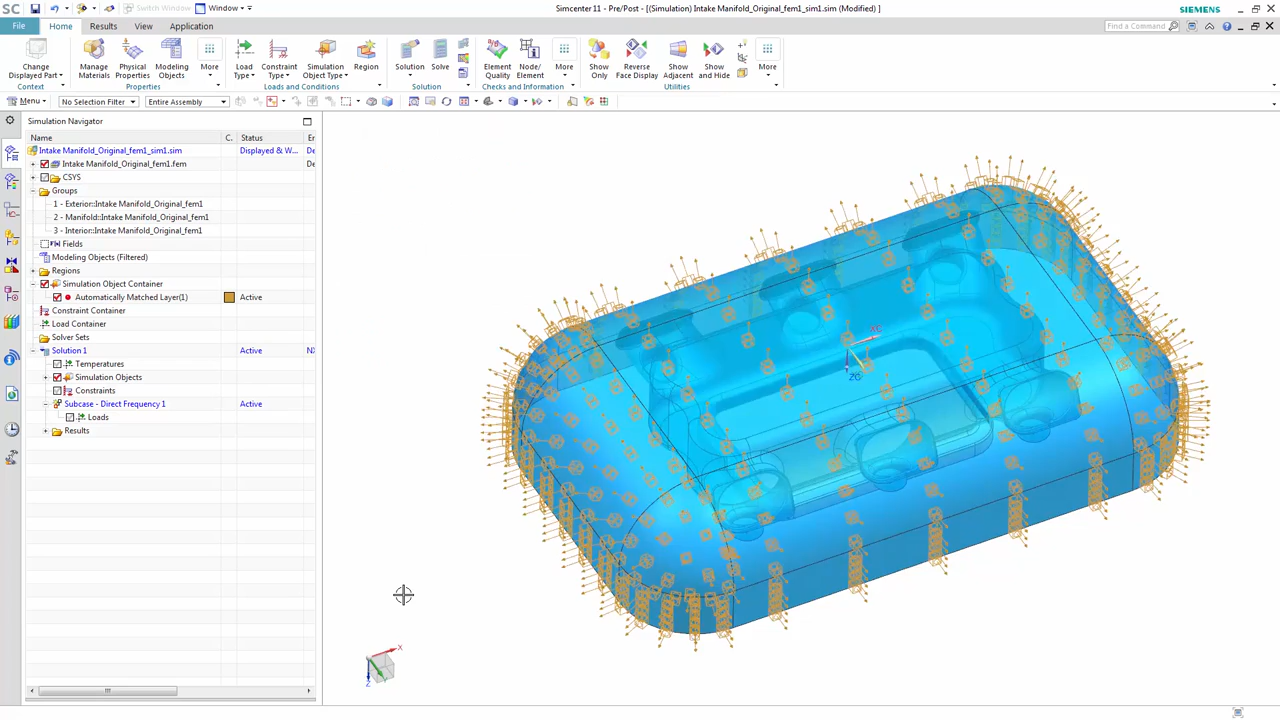 SC Switch Window Window Simcenter 11 - Pre/Post - [(Simulation) Intake Manifold_Original_fem1_sim1.sim (Modified) ] SIEMENS
File Home Results View Application Find a Command
Change Displayed Part Manage Materials Physical Properties Modeling Objects More Load Type Constraint Type Simulation Object Type Region Solution Solve Element Quality Node/ Element More Show Only Reverse Face Display Show Adjacent Show and Hide More
Context Properties Loads and Conditions Solution Checks and Information Utilities
Menu No Selection Filter Entire Assembly
Simulation Navigator
Name C. Status Er
Intake Manifold_Original_fem1_sim1.sim Displayed & W... De
Intake Manifold_Original_fem1.fem De
CSYS
Groups
1 - Exterior::Intake Manifold_Original_fem1
2 - Manifold::Intake Manifold_Original_fem1
3 - Interior::Intake Manifold_Original_fem1
Fields
Modeling Objects (Filtered)
Regions
Simulation Object Container
Automatically Matched Layer(1) Active
Constraint Container
Load Container
Solver Sets
Solution 1 Active NX
Temperatures
Simulation Objects
Constraints
Subcase - Direct Frequency 1 Active
Loads
Results
XC
ZC
X
Z